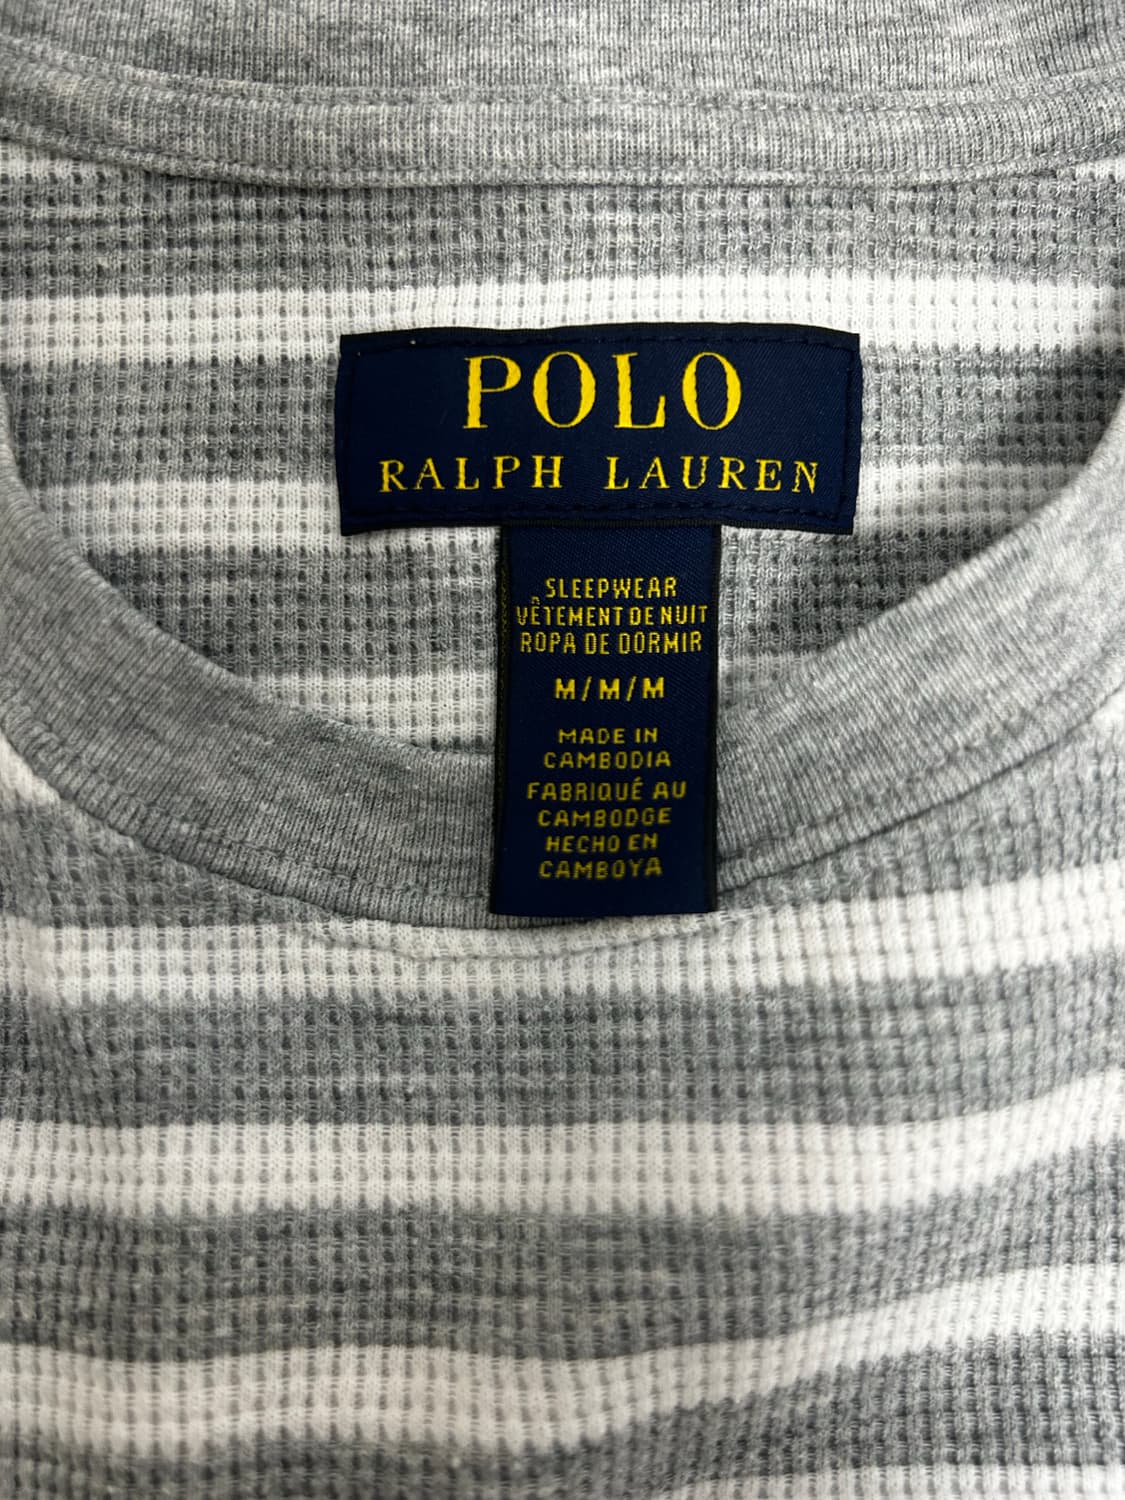 POLO
RALPH LAUREN
SLEEPWEAR
VÊTEMENT DE NUIT
ROPA DE DORMIR
M/M/M
MADE IN
CAMBODIA
FABRIQUÉ AU
CAMBODGE
HECHO EN
CAMBOYA